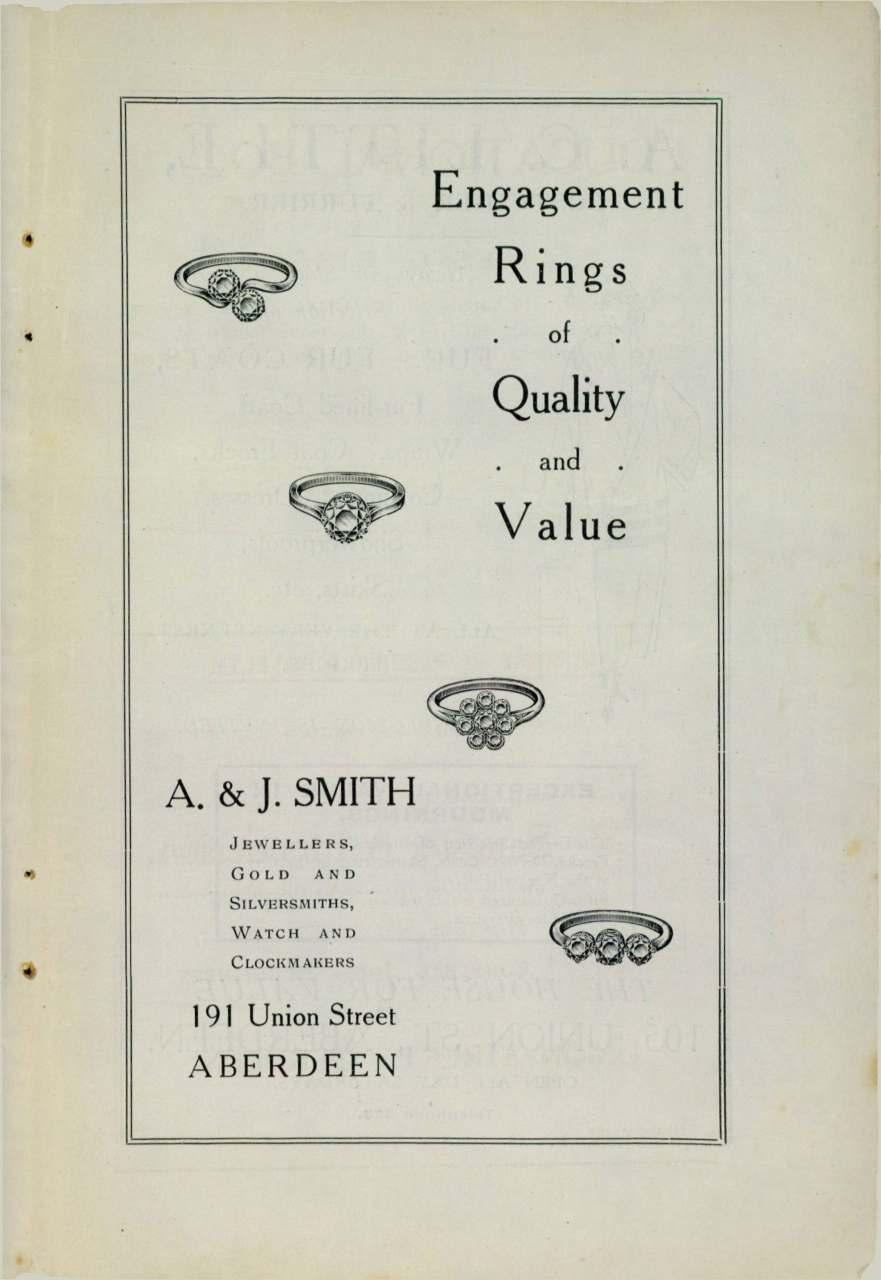 Engagement
Rings
. of .
Quality
. and .
Value
A. & J. SMITH
JEWELLERS,
GOLD AND
SILVERSMITHS,
WATCH AND
CLOCKMAKERS
191 Union Street
ABERDEEN